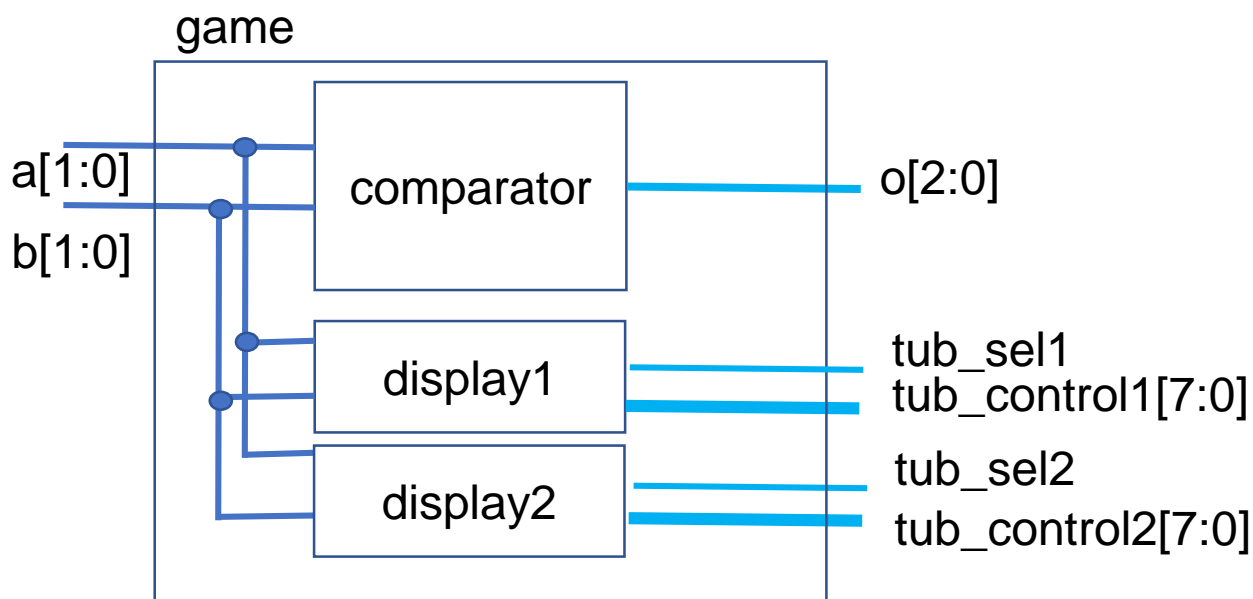 game
a[1:0]
b[1:0]
comparator
o[2:0]
display1
tub_sel1
tub_control1[7:0]
display2
tub_sel2
tub_control2[7:0]